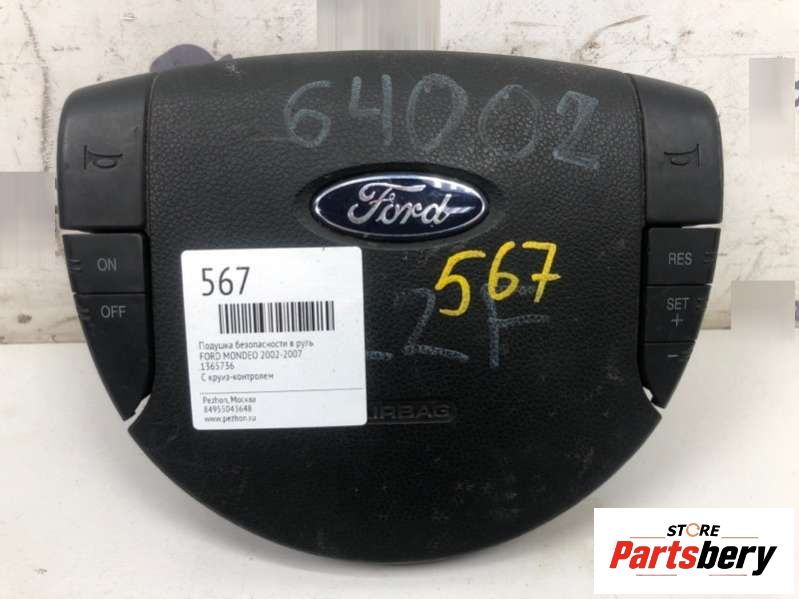 64002
Ford
ON
OFF
RES
SET
+
−
567
22F
567
Подушка безопасности в руль
FORD MONDEO 2002-2007
1365736
С круиз-контролем
Pezhon, Москва
84955043648
www.pezhon.ru
AIRBAG
STORE
Partsbery